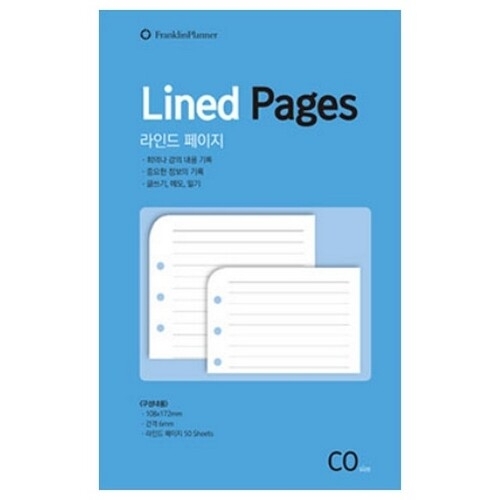 FranklinPlanner
Lined Pages
라인드 페이지
· 회의나 강의 내용 기록
· 중요한 정보의 기록
· 글쓰기, 메모, 일기
(구성내용)
· 108x172mm
· 간격 6mm
· 라인드 페이지 50 Sheets
CO size